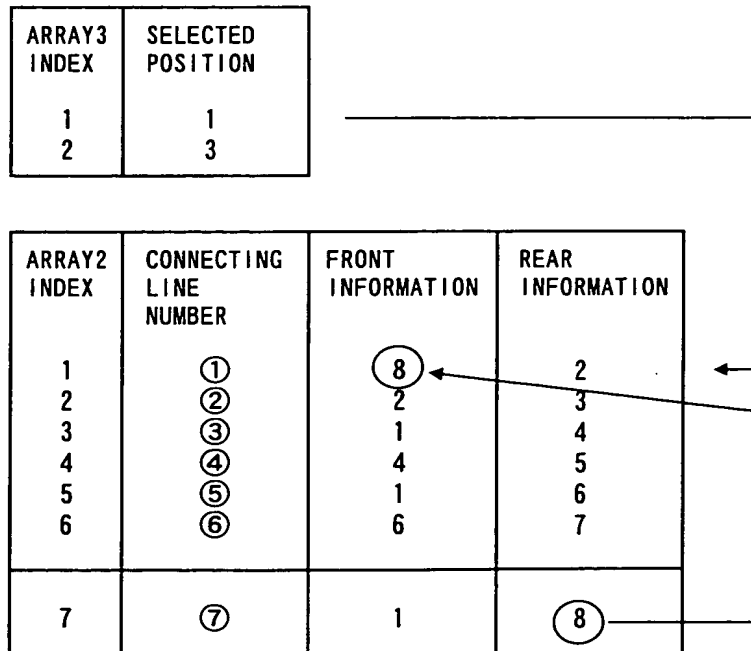 ARRAY3 SELECTED
INDEX POSITION
1 1
2 3
ARRAY2 CONNECTING FRONT REAR
INDEX LINE INFORMATION INFORMATION
NUMBER
1 ① 8 2
2 ② 2 3
3 ③ 1 4
4 ④ 4 5
5 ⑤ 1 6
6 ⑥ 6 7
7 ⑦ 1 8